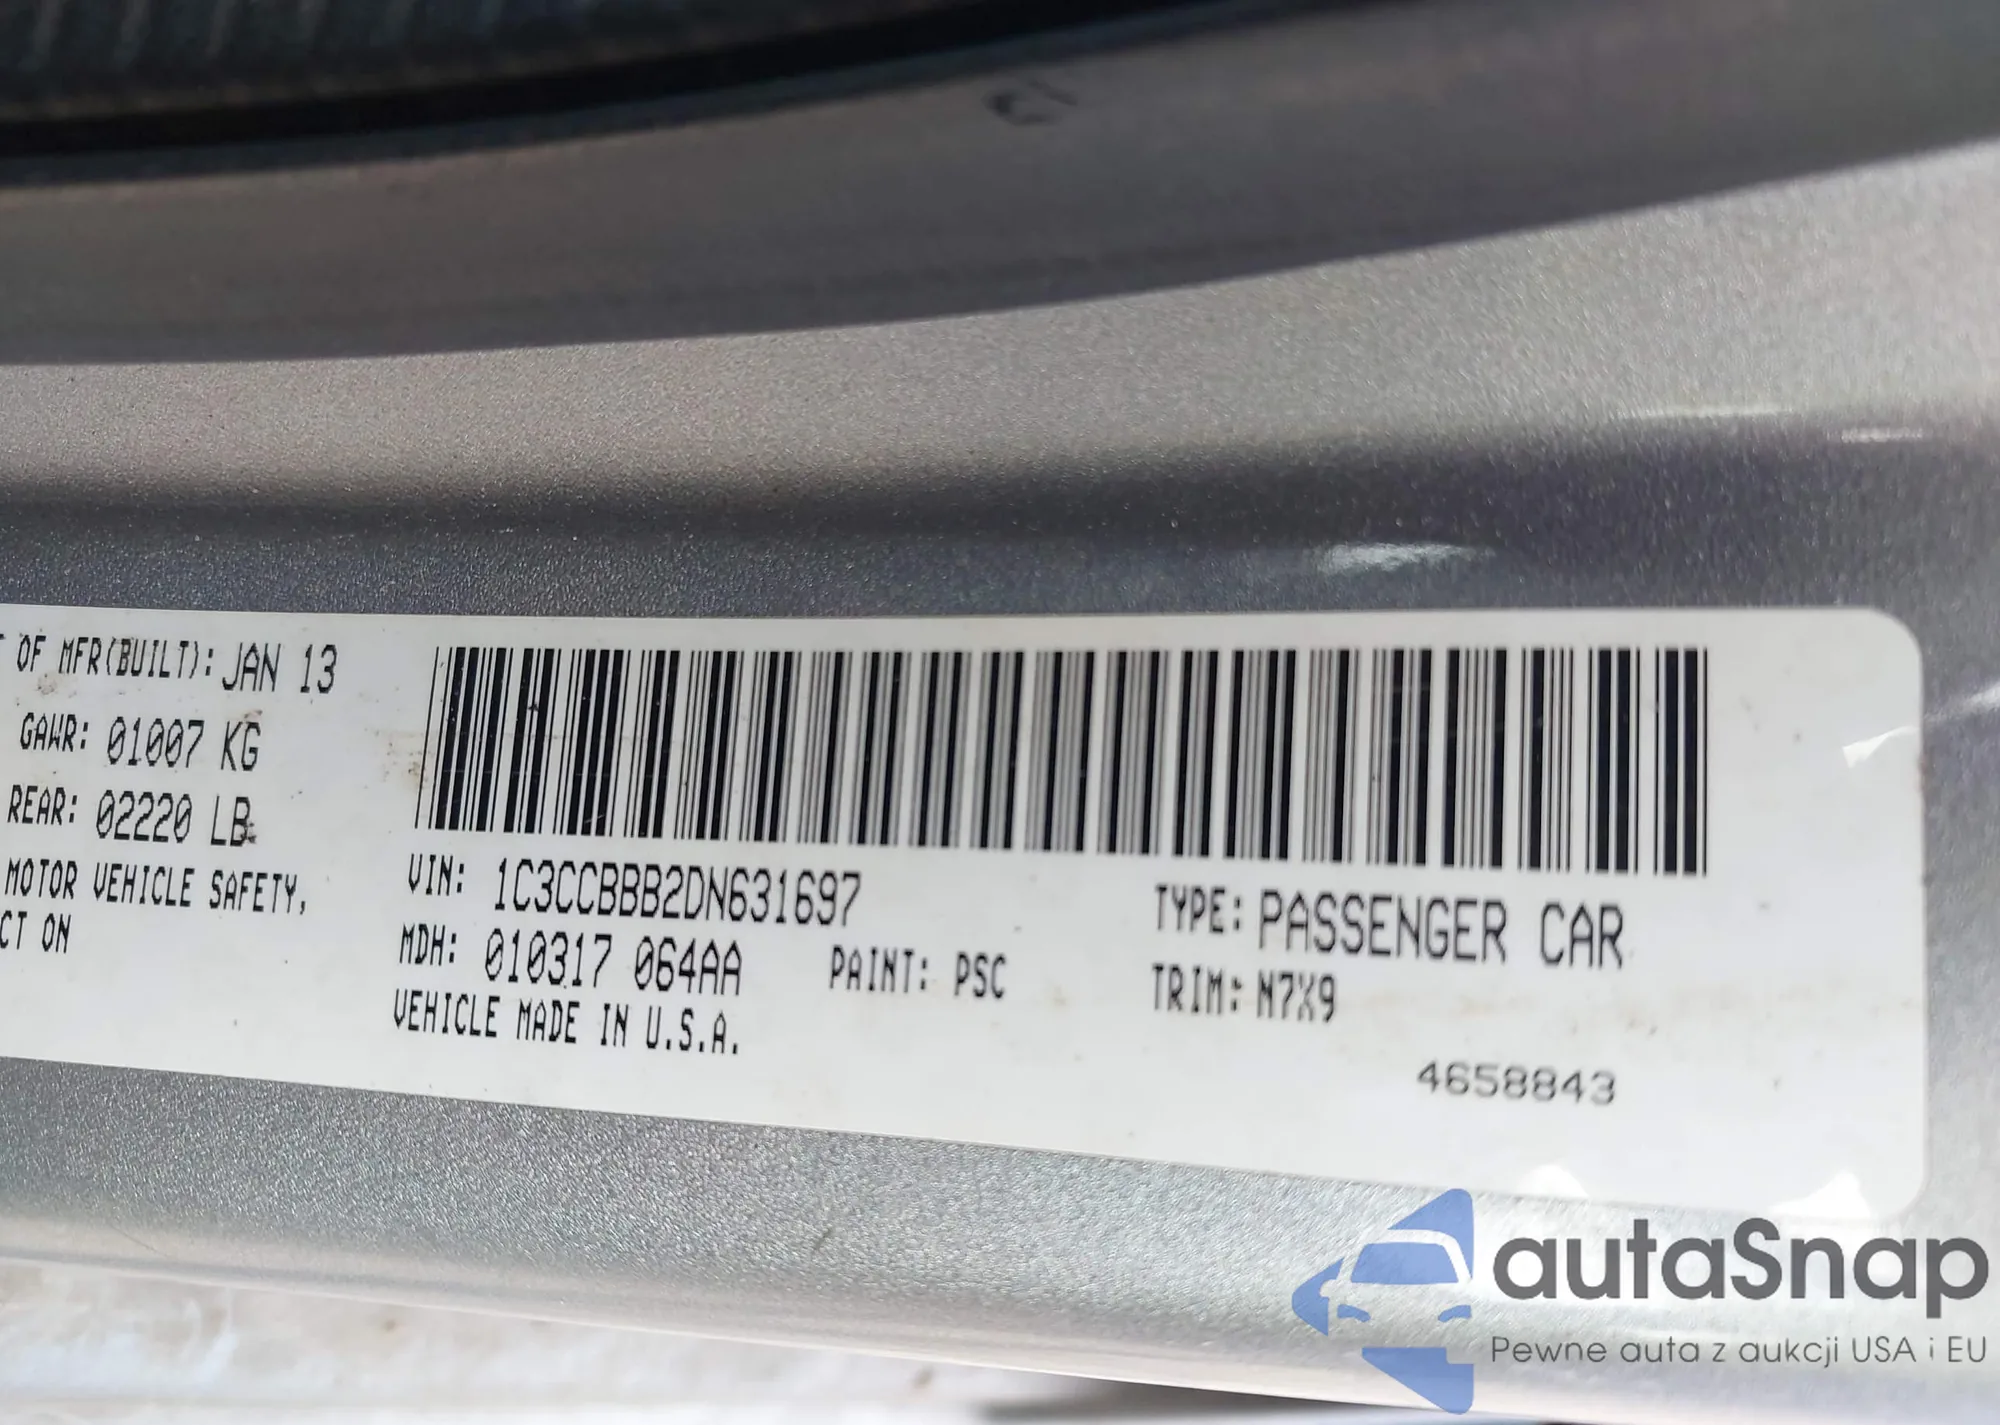 T OF MFR(BUILT): JAN 13
GAWR: 01007 KG
REAR: 02220 LB
MOTOR VEHICLE SAFETY,
CT ON
VIN: 1C3CCBBB2DN631697
TYPE: PASSENGER CAR
MDH: 010317 064AA PAINT: PSC
TRIM: N7X9
VEHICLE MADE IN U.S.A.
4658843
autaSnap
Pewne auta z aukcji USA i EU